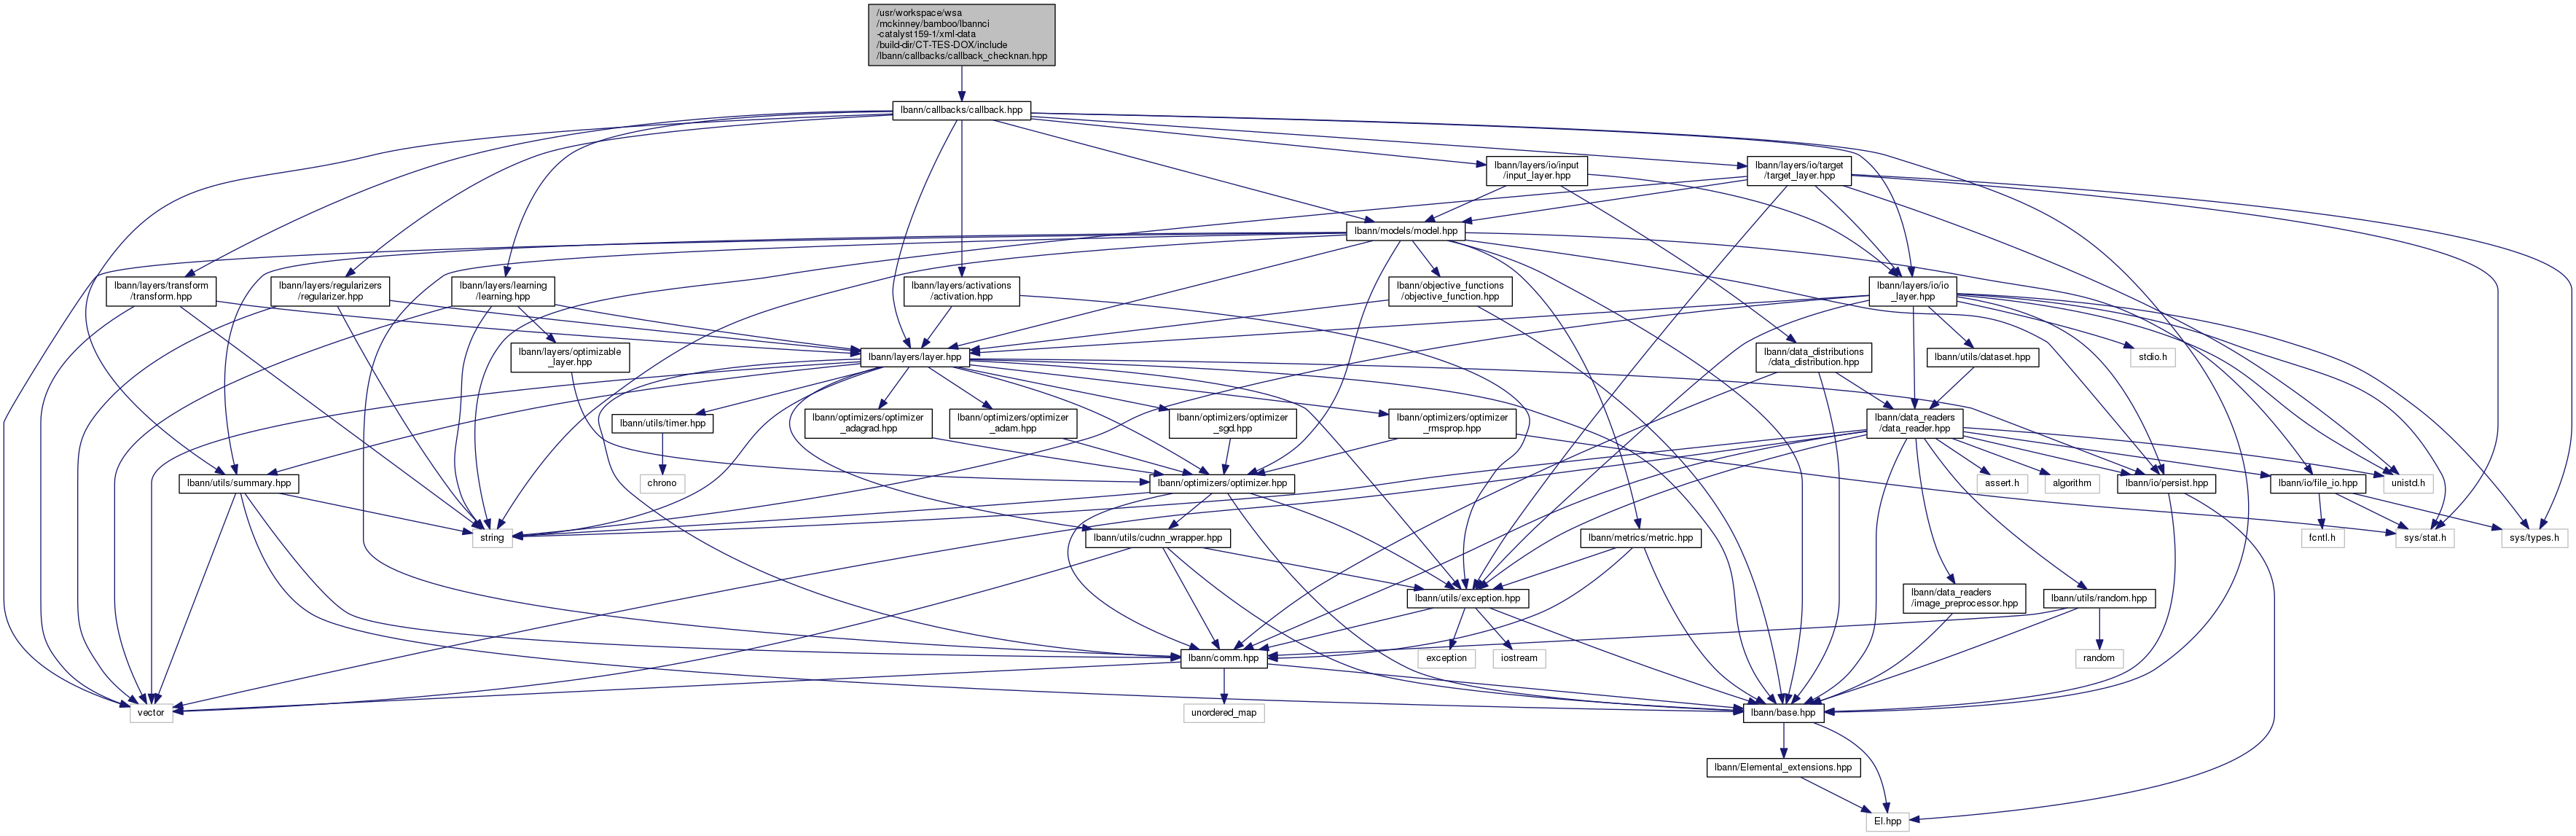 /usr/workspace/wsa
/mckinney/bamboo/lbannci
-catalyst159-1/xml-data
/build-dir/CT-TES-DOX/include
/lbann/callbacks/callback_checknan.hpp
lbann/callbacks/callback.hpp
lbann/layers/io/input
/input_layer.hpp
lbann/layers/io/target
/target_layer.hpp
lbann/models/model.hpp
lbann/layers/transform
/transform.hpp
lbann/layers/regularizers
/regularizer.hpp
lbann/layers/learning
/learning.hpp
lbann/layers/activations
/activation.hpp
lbann/objective_functions
/objective_function.hpp
lbann/layers/io/io
_layer.hpp
lbann/layers/optimizable
_layer.hpp
lbann/layers/layer.hpp
lbann/data_distributions
/data_distribution.hpp
lbann/utils/dataset.hpp
stdio.h
lbann/utils/timer.hpp
lbann/optimizers/optimizer
_adagrad.hpp
lbann/optimizers/optimizer
_adam.hpp
lbann/optimizers/optimizer
_sgd.hpp
lbann/optimizers/optimizer
_rmsprop.hpp
lbann/data_readers
/data_reader.hpp
lbann/utils/summary.hpp
chrono
lbann/optimizers/optimizer.hpp
assert.h
algorithm
lbann/io/persist.hpp
lbann/io/file_io.hpp
unistd.h
string
lbann/utils/cudnn_wrapper.hpp
lbann/metrics/metric.hpp
fcntl.h
sys/stat.h
sys/types.h
lbann/utils/exception.hpp
lbann/data_readers
/image_preprocessor.hpp
lbann/utils/random.hpp
lbann/comm.hpp
exception
iostream
random
vector
unordered_map
lbann/base.hpp
lbann/Elemental_extensions.hpp
El.hpp